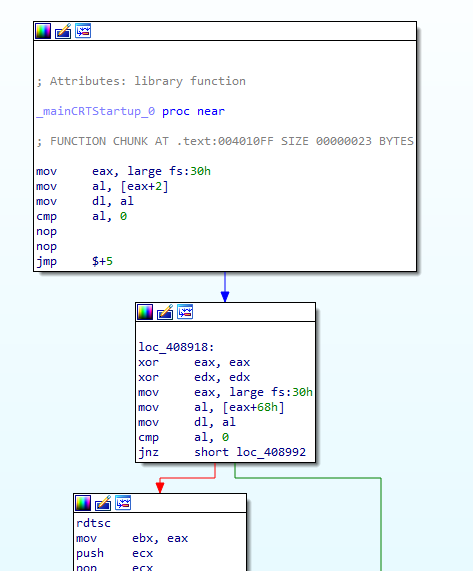 ; Attributes: library function
_mainCRTStartup_0 proc near
; FUNCTION CHUNK AT .text:004010FF SIZE 00000023 BYTES
mov eax, large fs:30h
mov al, [eax+2]
mov dl, al
cmp al, 0
nop
nop
jmp $+5
loc_408918:
xor eax, eax
xor edx, edx
mov eax, large fs:30h
mov al, [eax+68h]
mov dl, al
cmp al, 0
jnz short loc_408992
rdtsc
mov ebx, eax
push ecx
pop ecx